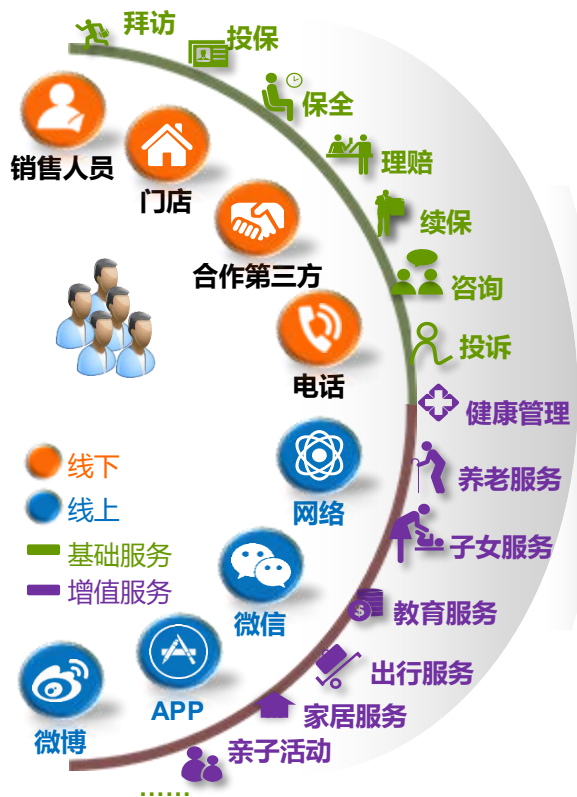 拜访
投保
保全
理赔
续保
咨询
投诉
健康管理
养老服务
子女服务
教育服务
出行服务
家居服务
亲子活动
……
销售人员
门店
合作第三方
电话
网络
微信
APP
微博
线下
线上
基础服务
增值服务